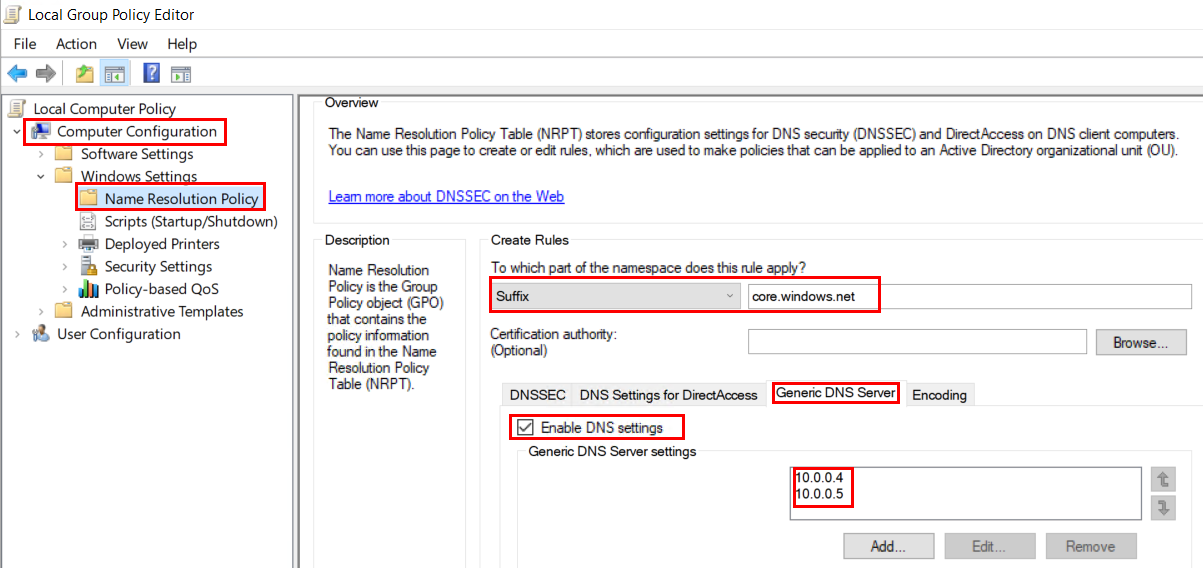 Local Group Policy Editor
File Action View Help
Local Computer Policy
Computer Configuration
Software Settings
Windows Settings
Name Resolution Policy
Scripts (Startup/Shutdown)
Deployed Printers
Security Settings
Policy-based QoS
Administrative Templates
User Configuration
Overview
The Name Resolution Policy Table (NRPT) stores configuration settings for DNS security (DNSSEC) and DirectAccess on DNS client computers.
You can use this page to create or edit rules, which are used to make policies that can be applied to an Active Directory organizational unit (OU).
Learn more about DNSSEC on the Web
Description
Name Resolution
Policy is the Group
Policy object (GPO)
that contains the
policy information
found in the Name
Resolution Policy
Table (NRPT).
Create Rules
To which part of the namespace does this rule apply?
Suffix core.windows.net
Certification authority:
(Optional)
Browse...
DNSSEC DNS Settings for DirectAccess Generic DNS Server Encoding
Enable DNS settings
Generic DNS Server settings
10.0.0.4
10.0.0.5
Add... Edit... Remove